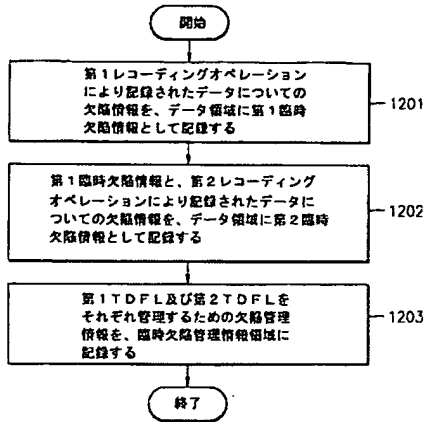 開始
第1レコーディングオペレーション
により記録されたデータについての
欠陥情報を、データ領域に第1臨時
欠陥情報として記録する
1201
第1臨時欠陥情報と、第2レコーディング
オペレーションにより記録されたデータに
ついての欠陥情報を、データ領域に第2臨時
欠陥情報として記録する
1202
第1TDFL及び第2TDFLを
それぞれ管理するための欠陥管理
情報を、臨時欠陥管理情報領域に
記録する
1203
終了